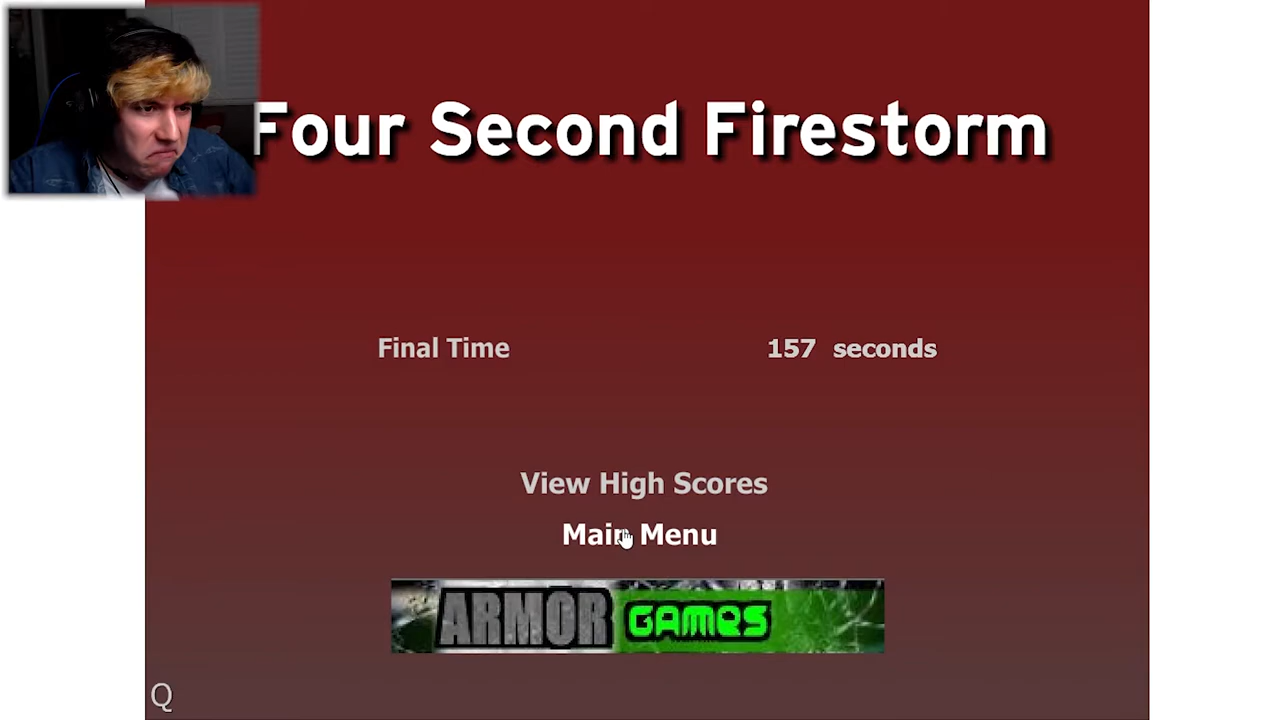 Four Second Firestorm
Final Time 157 seconds
View High Scores
Main Menu
ARMOR GAMES
Q